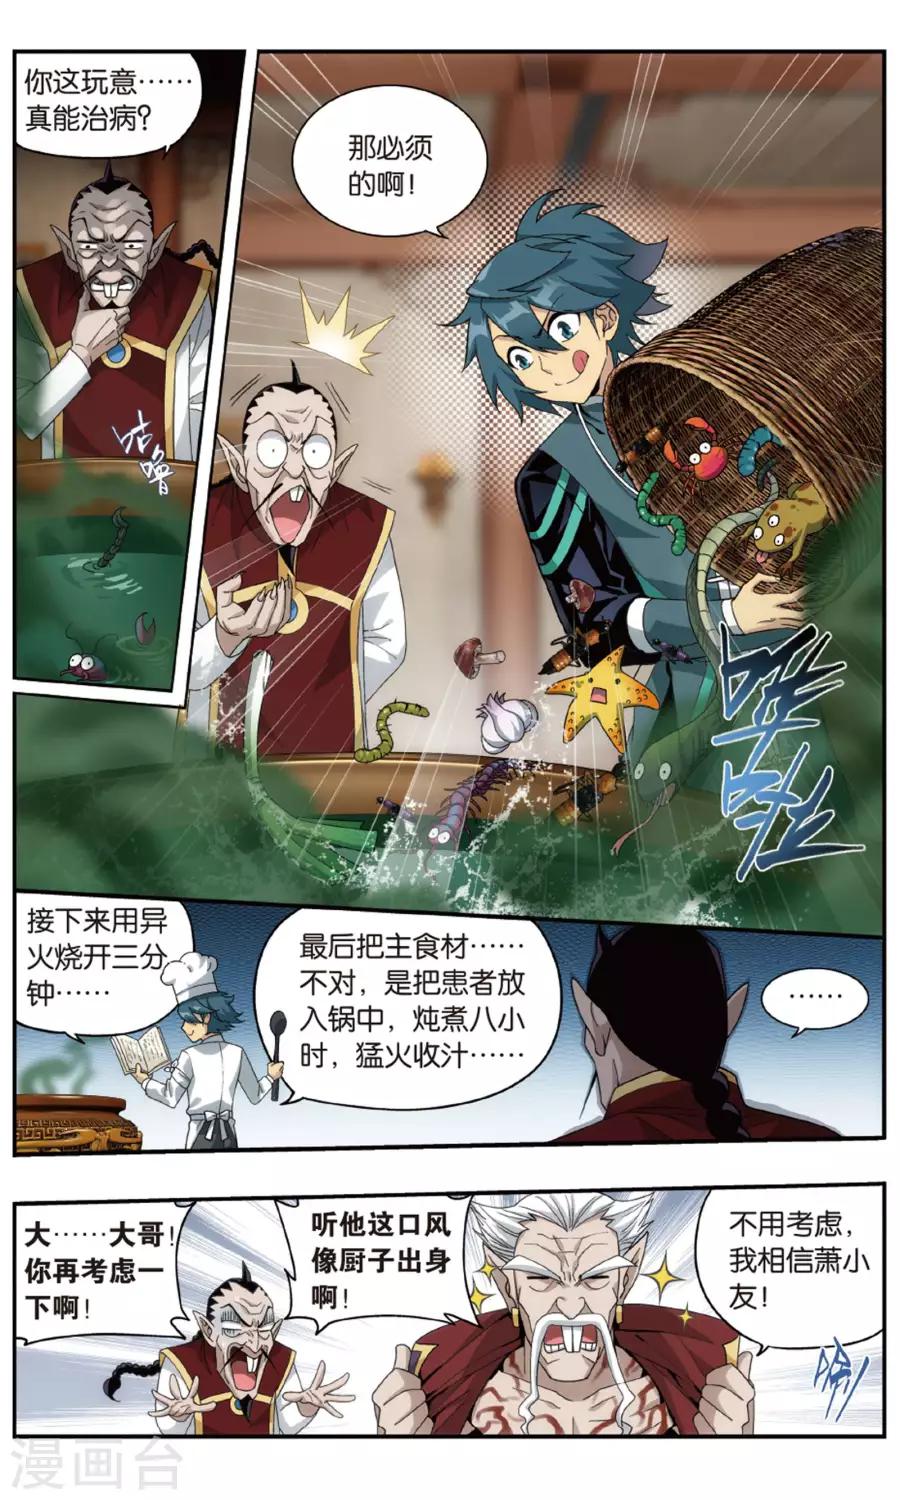 你这玩意……
真能治病？
咕噜
那必须
的啊！
哗啦
接下来用异
火烧开三分
钟……
最后把主食材……
不对，是把患者放
入锅中，炖煮八小
时，猛火收汁……
……
大……大哥！
你再考虑一
下啊！
听他这口风
像厨子出身
啊！
不用考虑，
我相信萧小
友！
漫画台